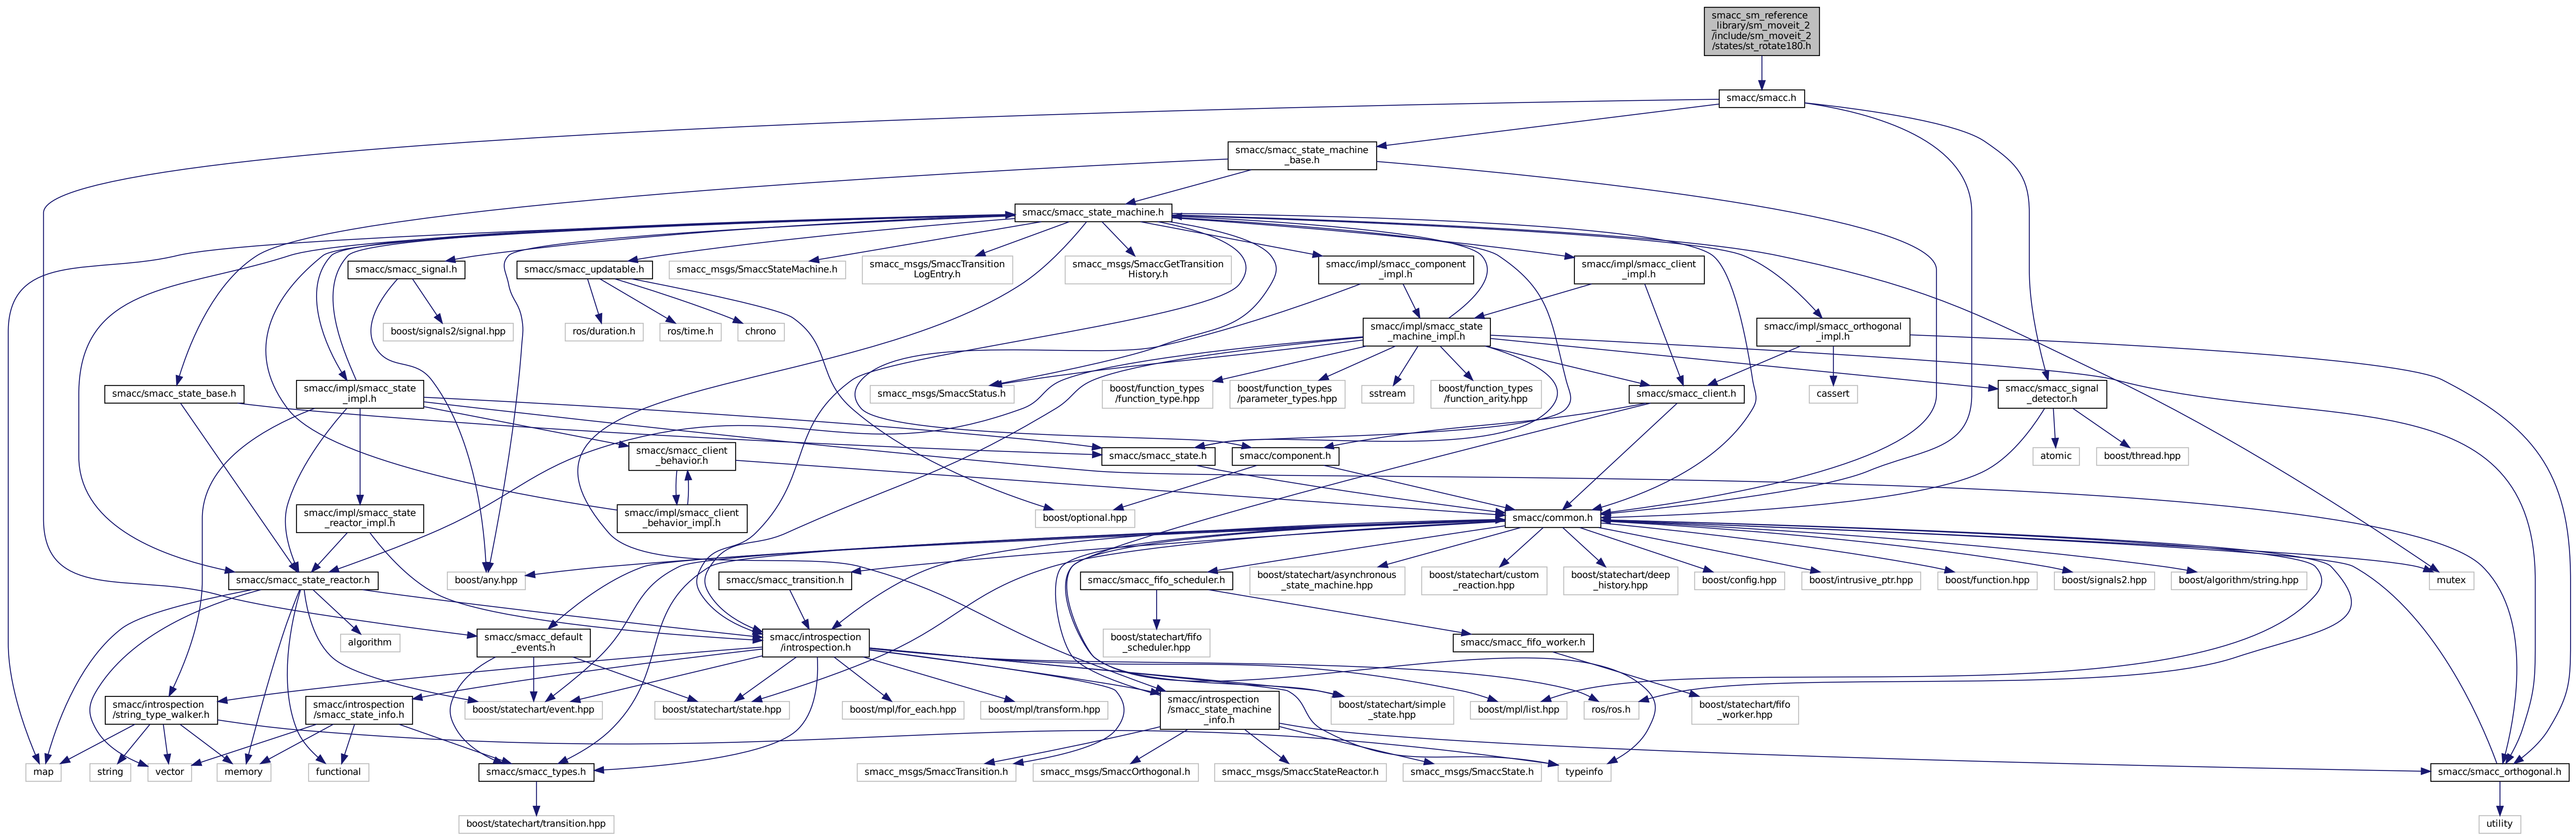 smacc_sm_reference
_library/sm_moveit_2
/include/sm_moveit_2
/states/st_rotate180.h
smacc/smacc.h
smacc/smacc_state_machine
_base.h
smacc/smacc_state_machine.h
smacc/smacc_signal.h
smacc/smacc_updatable.h
smacc_msgs/SmaccStateMachine.h
smacc_msgs/SmaccTransition
LogEntry.h
smacc_msgs/SmaccGetTransition
History.h
smacc/impl/smacc_component
_impl.h
smacc/impl/smacc_client
_impl.h
boost/signals2/signal.hpp
ros/duration.h
ros/time.h
chrono
smacc/impl/smacc_state
_machine_impl.h
smacc/impl/smacc_orthogonal
_impl.h
smacc/smacc_state_base.h
smacc/impl/smacc_state
_impl.h
smacc_msgs/SmaccStatus.h
boost/function_types
/function_type.hpp
boost/function_types
/parameter_types.hpp
sstream
boost/function_types
/function_arity.hpp
smacc/smacc_client.h
cassert
smacc/smacc_signal
_detector.h
smacc/smacc_client
_behavior.h
smacc/smacc_state.h
smacc/component.h
atomic
boost/thread.hpp
smacc/impl/smacc_state
_reactor_impl.h
smacc/impl/smacc_client
_behavior_impl.h
boost/optional.hpp
smacc/common.h
smacc/smacc_state_reactor.h
boost/any.hpp
smacc/smacc_transition.h
smacc/smacc_fifo_scheduler.h
boost/statechart/asynchronous
_state_machine.hpp
boost/statechart/custom
_reaction.hpp
boost/statechart/deep
_history.hpp
boost/config.hpp
boost/intrusive_ptr.hpp
boost/function.hpp
boost/signals2.hpp
boost/algorithm/string.hpp
mutex
algorithm
smacc/smacc_default
_events.h
smacc/introspection
/introspection.h
boost/statechart/fifo
_scheduler.hpp
smacc/smacc_fifo_worker.h
smacc/introspection
/string_type_walker.h
smacc/introspection
/smacc_state_info.h
boost/statechart/event.hpp
boost/statechart/state.hpp
boost/mpl/for_each.hpp
boost/mpl/transform.hpp
smacc/introspection
/smacc_state_machine
_info.h
boost/statechart/simple
_state.hpp
boost/mpl/list.hpp
ros/ros.h
boost/statechart/fifo
_worker.hpp
map
string
vector
memory
functional
smacc/smacc_types.h
smacc_msgs/SmaccTransition.h
smacc_msgs/SmaccOrthogonal.h
smacc_msgs/SmaccStateReactor.h
smacc_msgs/SmaccState.h
typeinfo
smacc/smacc_orthogonal.h
boost/statechart/transition.hpp
utility